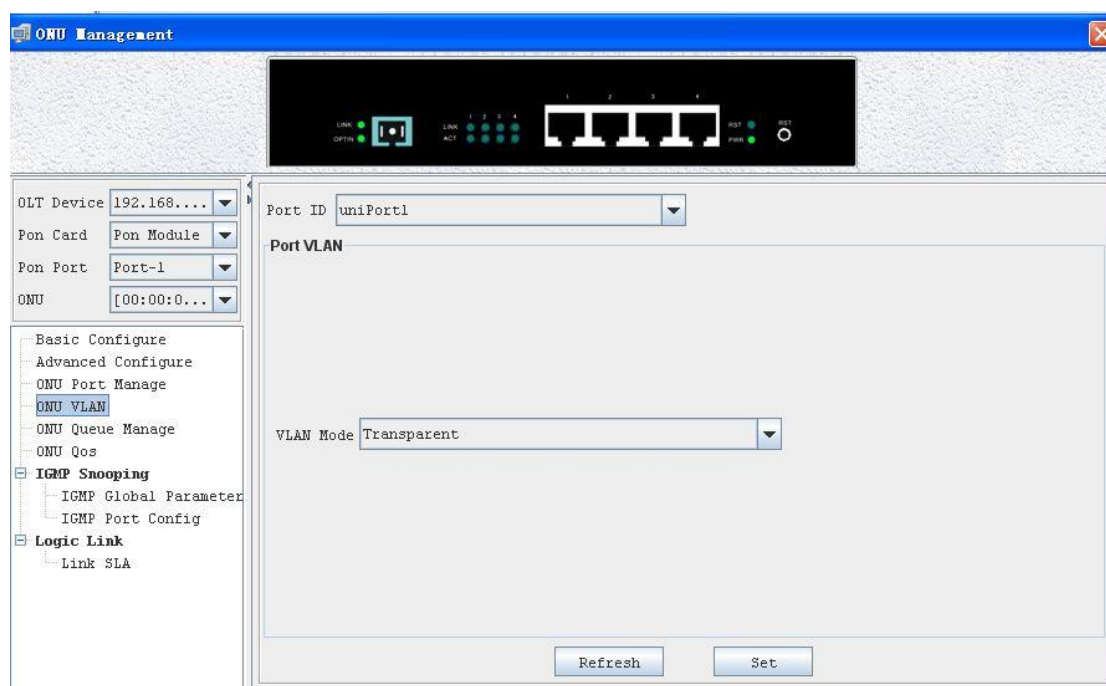 ONU Management
1 2 3 4
LINK
OPTIN
1 2 3 4
LINK
ACT
RST
PWR
RST
OLT Device 192.168....
Pon Card Pon Module
Pon Port Port-1
ONU [00:00:0...
Port ID uniPort1
Port VLAN
Basic Configure
Advanced Configure
ONU Port Manage
ONU VLAN
ONU Queue Manage
ONU Qos
IGMP Snooping
IGMP Global Parameter
IGMP Port Config
Logic Link
Link SLA
VLAN Mode Transparent
Refresh Set